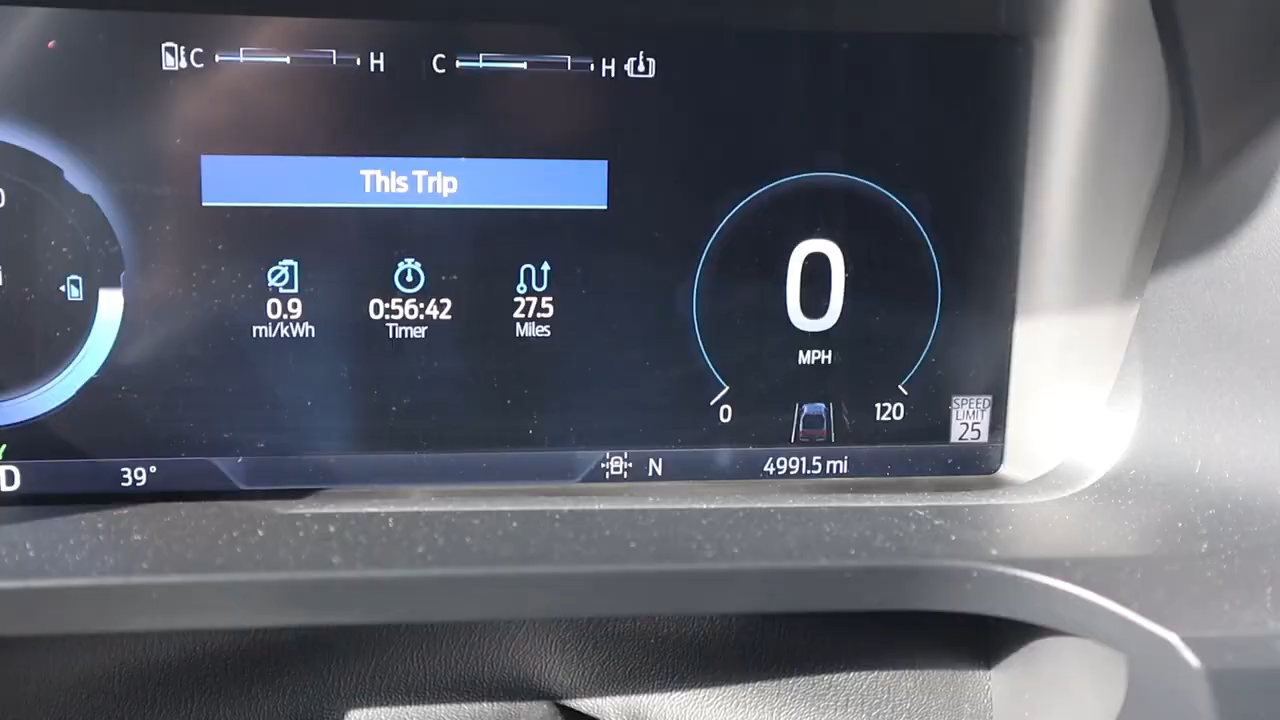 C H C H
This Trip
0.9 0:56:42 27.5
mi/kWh Timer Miles
0
MPH
0 120
SPEED
LIMIT
25
D 39° N 4991.5 mi